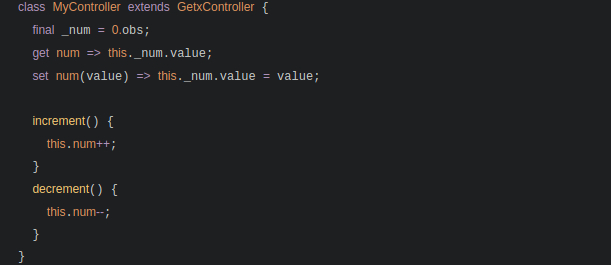 class MyController extends GetxController {
final _num = 0.obs;
get num => this._num.value;
set num(value) => this._num.value = value;
increment() {
this.num++;
}
decrement() {
this.num--;
}
}